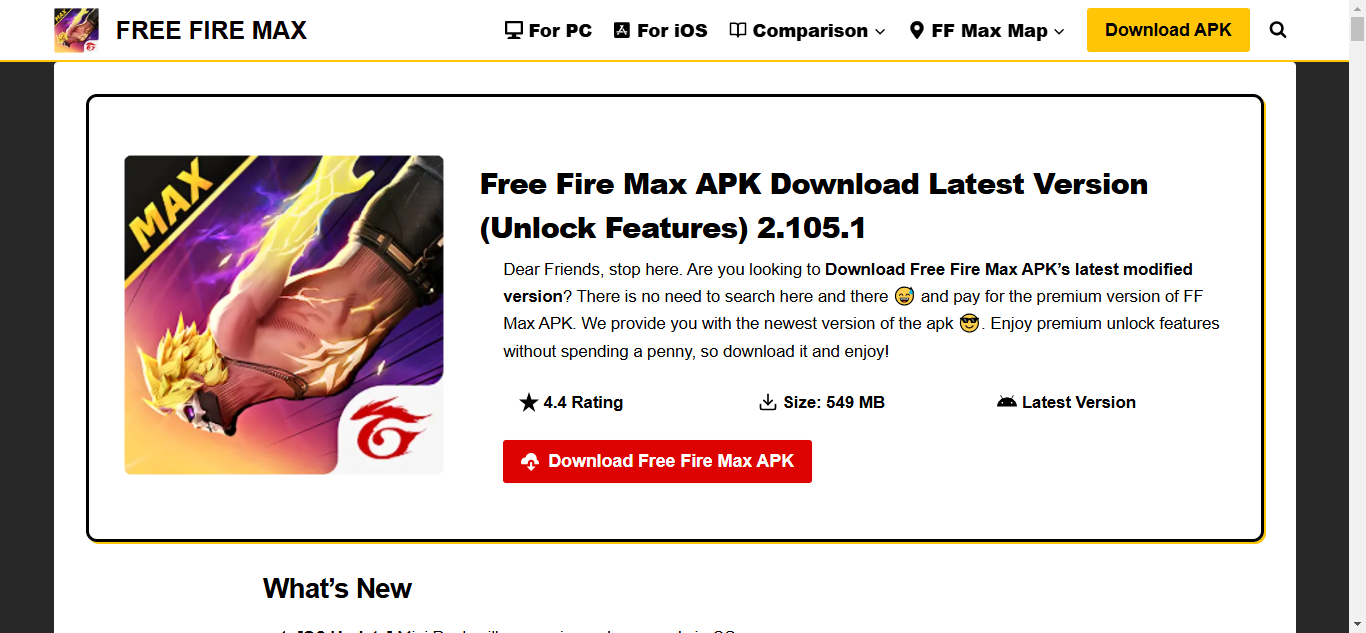 FREE FIRE MAX
For PC
For iOS
Comparison
FF Max Map
Download APK
MAX
Free Fire Max APK Download Latest Version
(Unlock Features) 2.105.1
Dear Friends, stop here. Are you looking to Download Free Fire Max APK’s latest modified
version? There is no need to search here and there 😅 and pay for the premium version of FF
Max APK. We provide you with the newest version of the apk 😎. Enjoy premium unlock features
without spending a penny, so download it and enjoy!
4.4 Rating
Size: 549 MB
Latest Version
Download Free Fire Max APK
What’s New